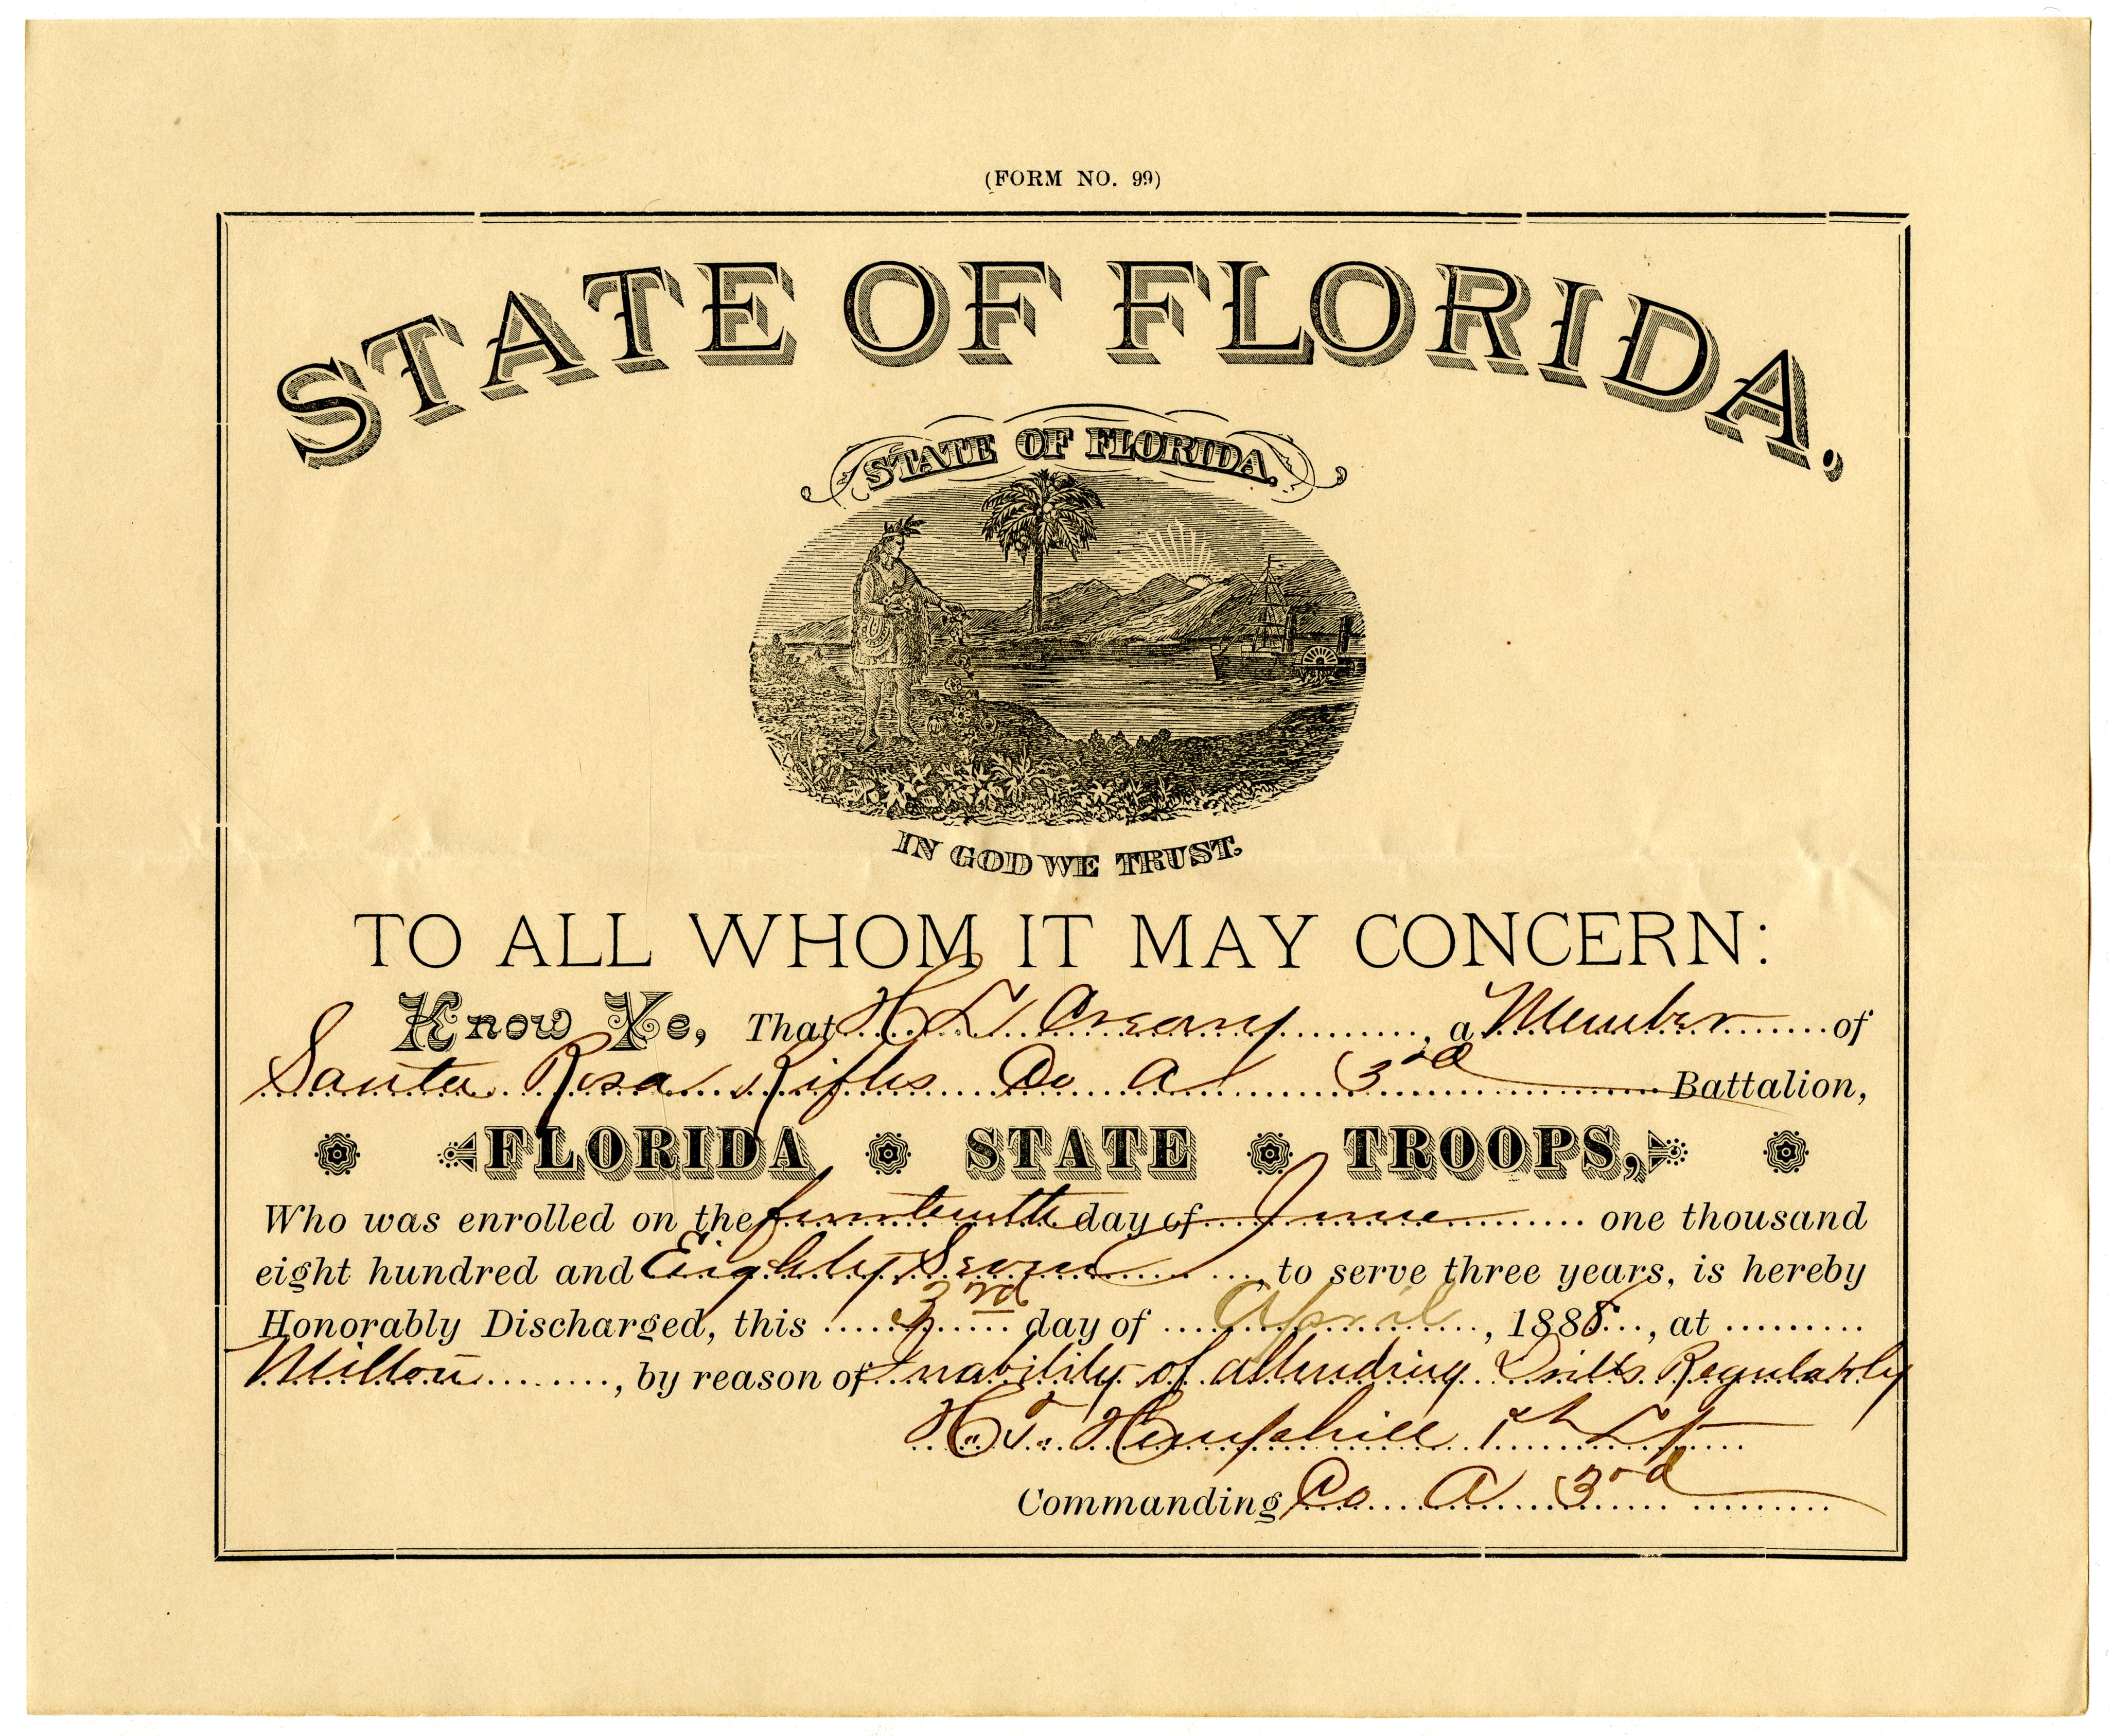 (FORM NO. 99)
STATE OF FLORIDA,
STATE OF FLORIDA.
IN GOD WE TRUST.
TO ALL WHOM IT MAY CONCERN:
Know Ye, That H L Creary, a Member of
Santa Rosa Rifles Co A 3rd Battalion,
FLORIDA STATE TROOPS,
Who was enrolled on the day of June one thousand
eight hundred and Eighty Seven, to serve three years, is hereby
Honorably Discharged, this 3rd day of April, 1888, at
Milton, by reason of Inability of attending Drills Regularly
H. T. Hemphill 1st Lt
Commanding Co A 3rd